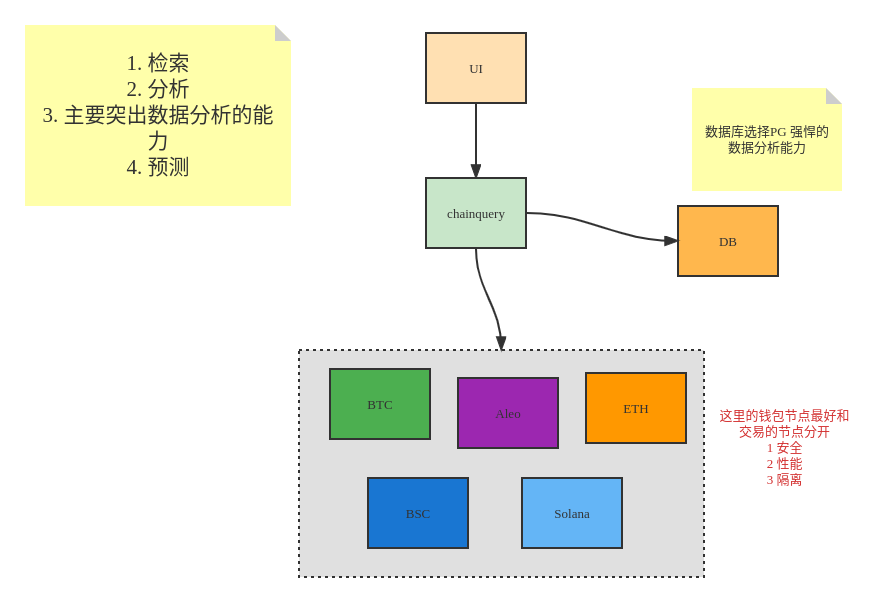 1. 检索
2. 分析
3. 主要突出数据分析的能
力
4. 预测
UI
数据库选择PG 强悍的
数据分析能力
chainquery
DB
BTC
Aleo
ETH
BSC
Solana
这里的钱包节点最好和
交易的节点分开
1 安全
2 性能
3 隔离